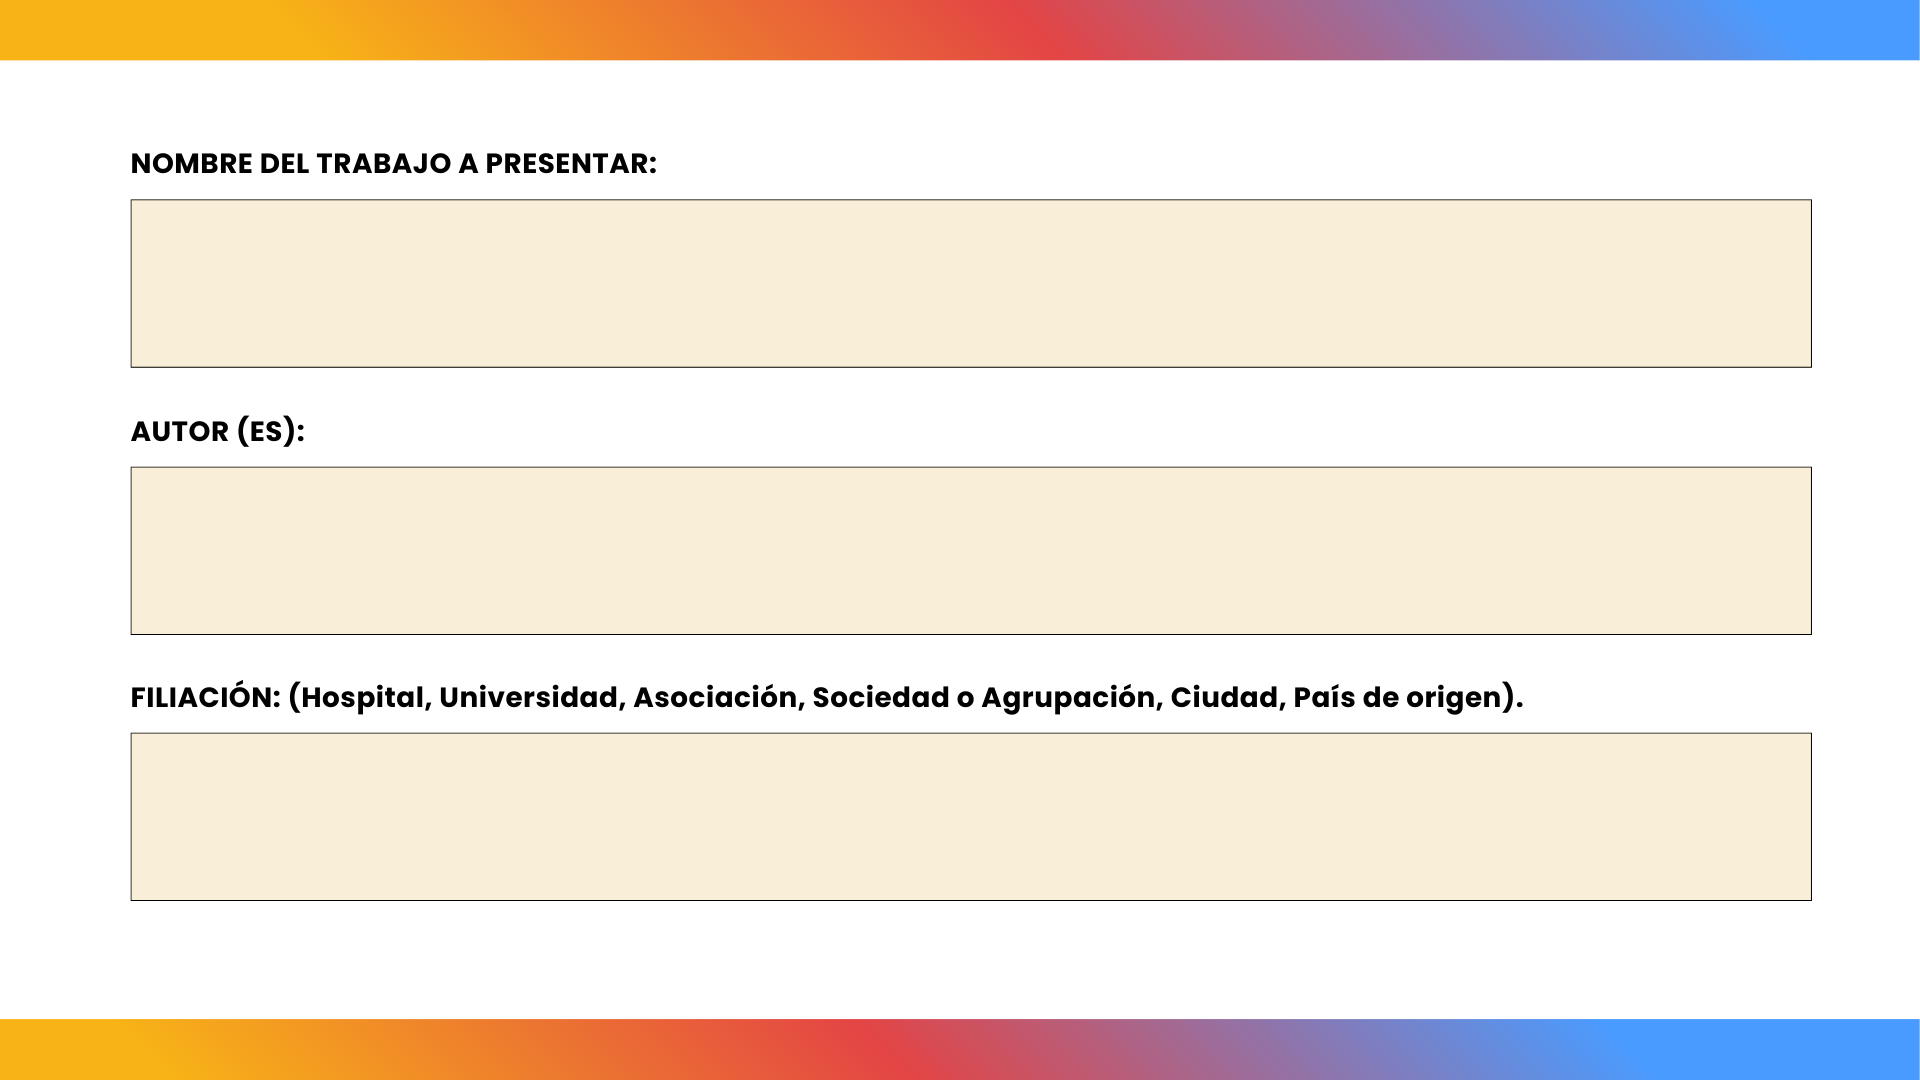 NOMBRE DEL TRABAJO A PRESENTAR:
AUTOR (ES):
FILIACIÓN: (Hospital, Universidad, Asociación, Sociedad o Agrupación, Ciudad, País de origen).